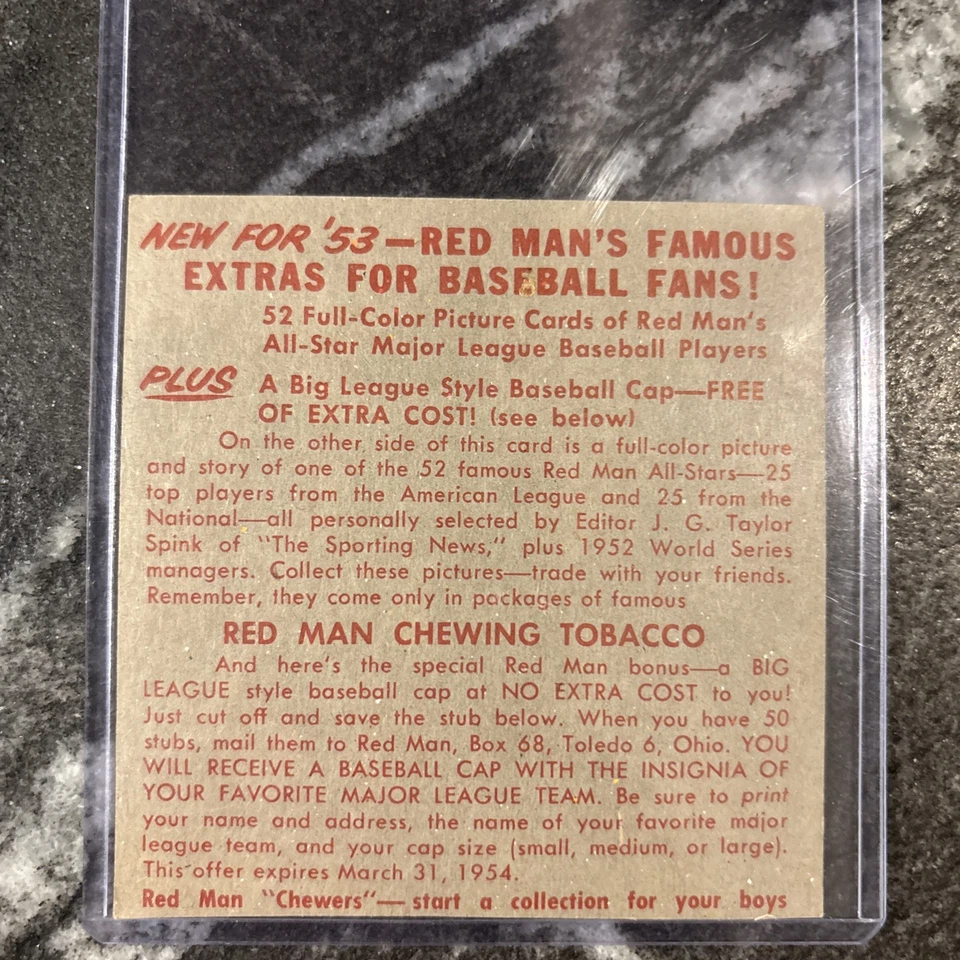 NEW FOR '53—RED MAN'S FAMOUS
EXTRAS FOR BASEBALL FANS!
52 Full-Color Picture Cards of Red Man's
All-Star Major League Baseball Players
PLUS A Big League Style Baseball Cap—FREE
OF EXTRA COST! (see below)
On the other side of this card is a full-color picture
and story of one of the 52 famous Red Man All-Stars—25
top players from the American League and 25 from the
National—all personally selected by Editor J. G. Taylor
Spink of "The Sporting News," plus 1952 World Series
managers. Collect these pictures—trade with your friends.
Remember, they come only in packages of famous
RED MAN CHEWING TOBACCO
And here's the special Red Man bonus—a BIG
LEAGUE style baseball cap at NO EXTRA COST to you!
Just cut off and save the stub below. When you have 50
stubs, mail them to Red Man, Box 68, Toledo 6, Ohio. YOU
WILL RECEIVE A BASEBALL CAP WITH THE INSIGNIA OF
YOUR FAVORITE MAJOR LEAGUE TEAM. Be sure to print
your name and address, the name of your favorite major
league team, and your cap size (small, medium, or large).
This offer expires March 31, 1954.
Red Man "Chewers"—start a collection for your boys